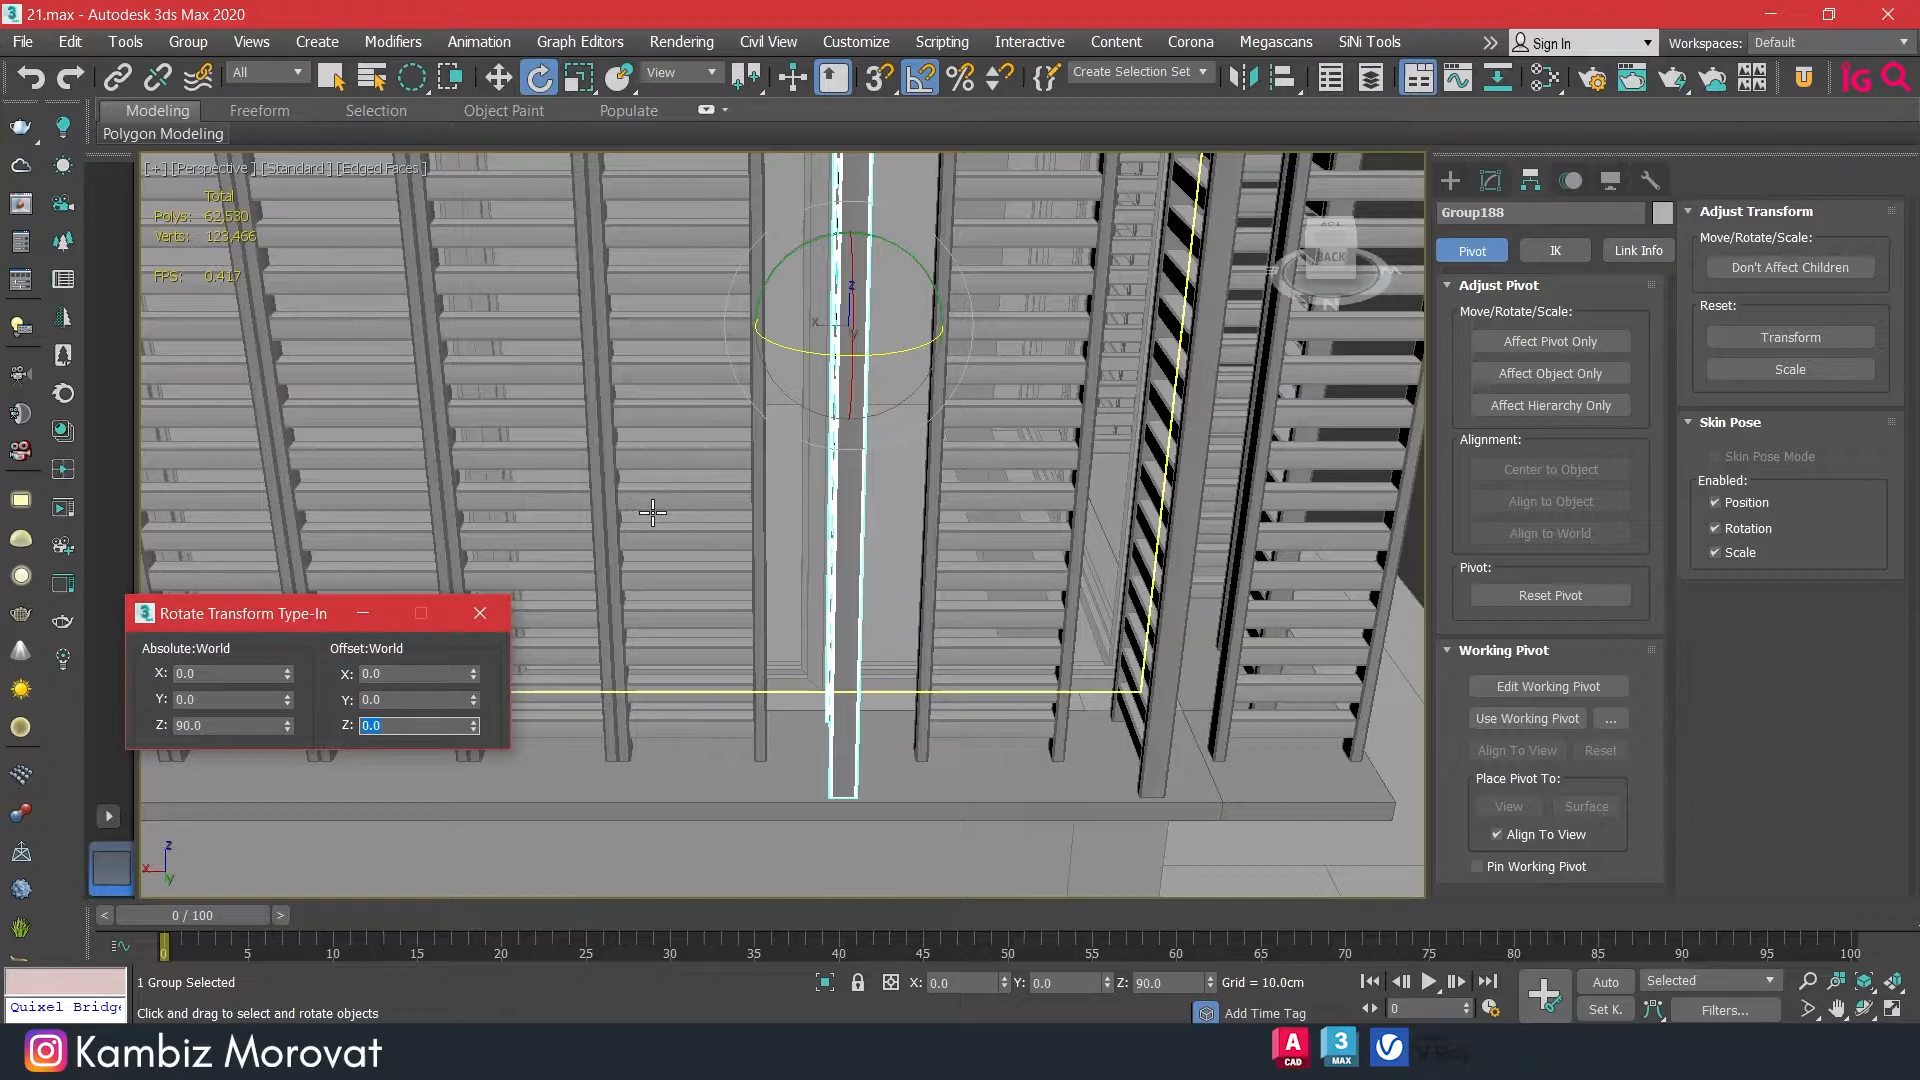 21.max - Autodesk 3ds Max 2020
File Edit Tools Group Views Create Modifiers Animation Graph Editors Rendering Civil View Customize Scripting Interactive Content Corona Megascans SiNi Tools Sign In Workspaces: Default
All View Create Selection Set
Modeling Freeform Selection Object Paint Populate
Polygon Modeling
[+] [Perspective] [Standard] [Edged Faces]
Total
Polys: 62,530
Verts: 123,466
FPS: 0.417
BACK
Group188
Pivot IK Link Info
Adjust Pivot
Move/Rotate/Scale:
Affect Pivot Only
Affect Object Only
Affect Hierarchy Only
Alignment:
Center to Object
Align to Object
Align to World
Pivot:
Reset Pivot
Working Pivot
Edit Working Pivot
Use Working Pivot ...
Align To View Reset
Place Pivot To:
View Surface
Align To View
Pin Working Pivot
Adjust Transform
Move/Rotate/Scale:
Don't Affect Children
Reset:
Transform
Scale
Skin Pose
Skin Pose Mode
Enabled:
Position
Rotation
Scale
Rotate Transform Type-In
Absolute:World Offset:World
X: 0.0 X: 0.0
Y: 0.0 Y: 0.0
Z: 90.0 Z: 0.0
x z y
z x y
< 0 / 100 >
0 5 10 15 20 25 30 35 40 45 50 55 60 65 70 75 80 85 90 95 100
1 Group Selected X: 0.0 Y: 0.0 Z: 90.0 Grid = 10.0cm Auto Selected
Quixel Bridge Click and drag to select and rotate objects Add Time Tag 0 Set K. Filters...
Kambiz Morovat
A CAD 3 MAX